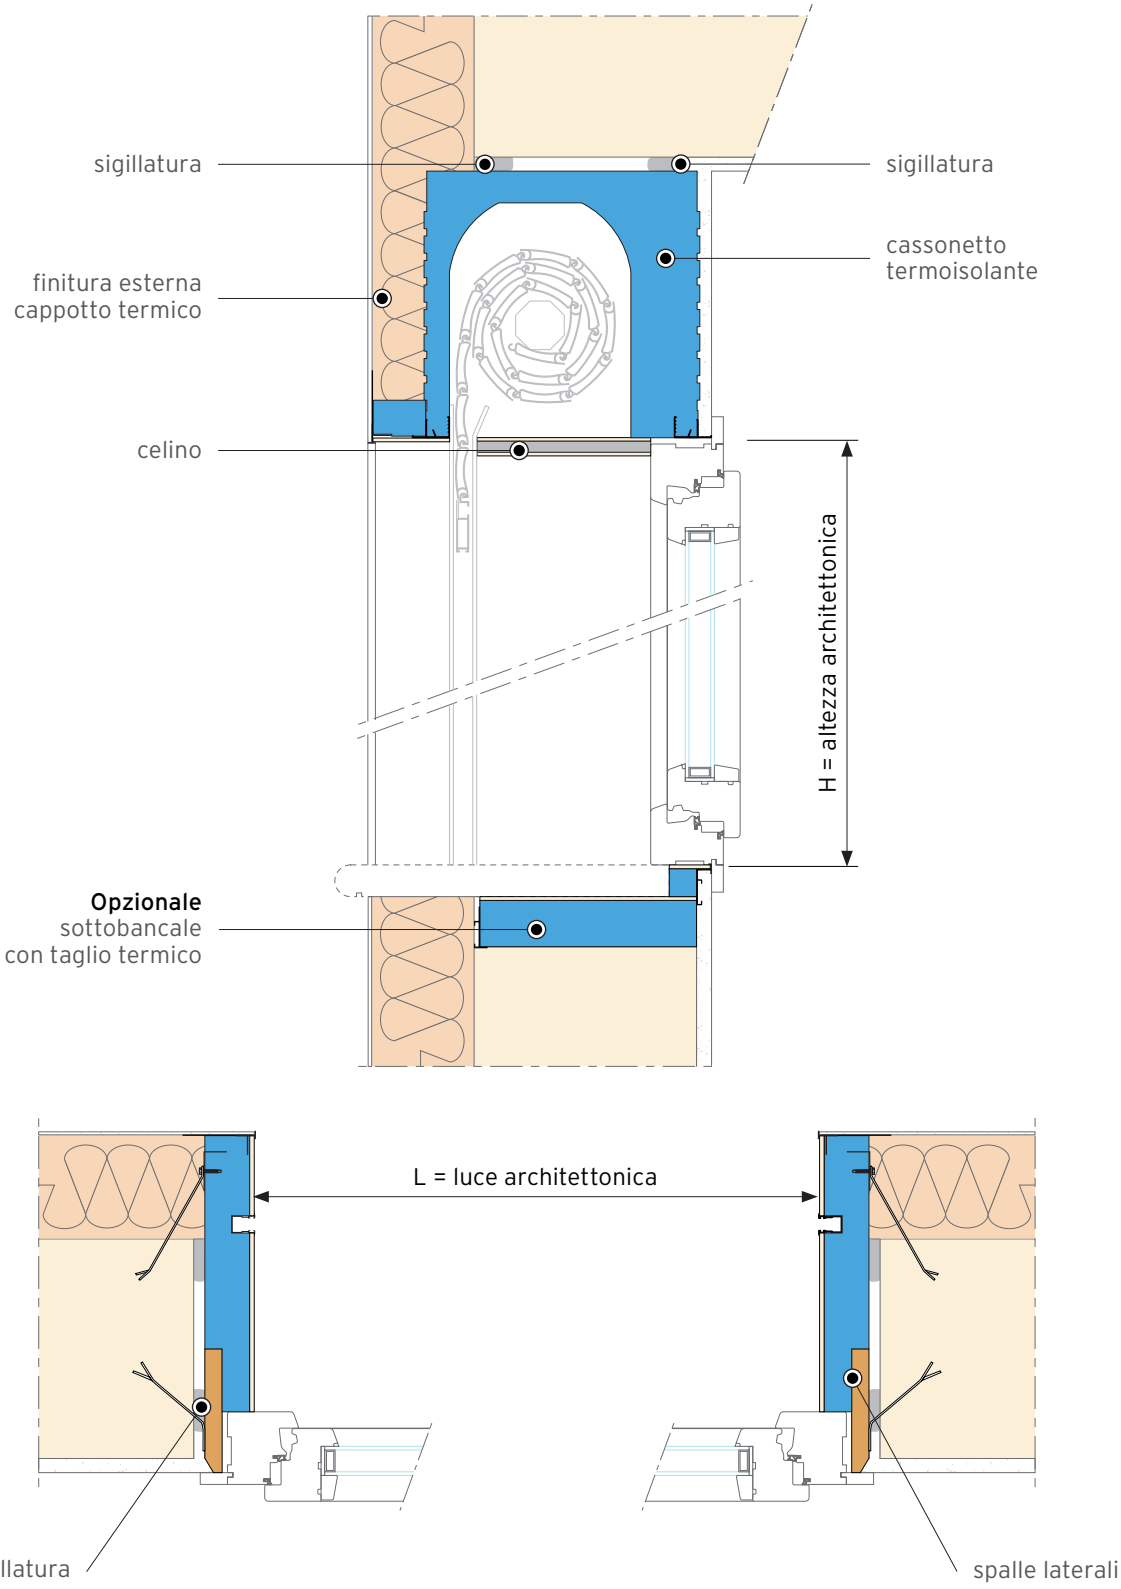 sigillatura
sigillatura
cassonetto
termoisolante
finitura esterna
cappotto termico
celino
H = altezza architettonica
Opzionale
sottobancale
con taglio termico
L = luce architettonica
llatura
spalle laterali